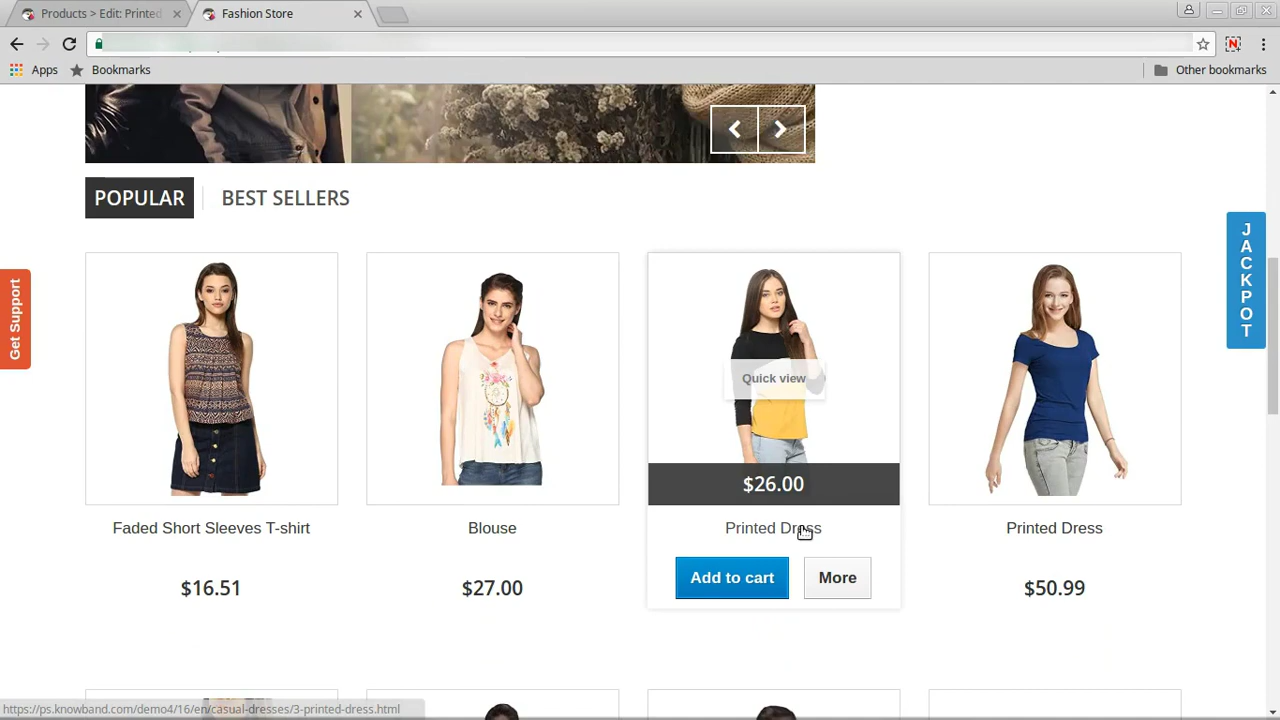 Products > Edit: Printed
Fashion Store
Apps
Bookmarks
Other bookmarks
POPULAR
BEST SELLERS
JACKPOT
Get Support
Quick view
$26.00
Faded Short Sleeves T-shirt
Blouse
Printed Dress
Printed Dress
Add to cart
More
$16.51
$27.00
$50.99
https://ps.knowband.com/demo4/16/en/casual-dresses/3-printed-dress.html